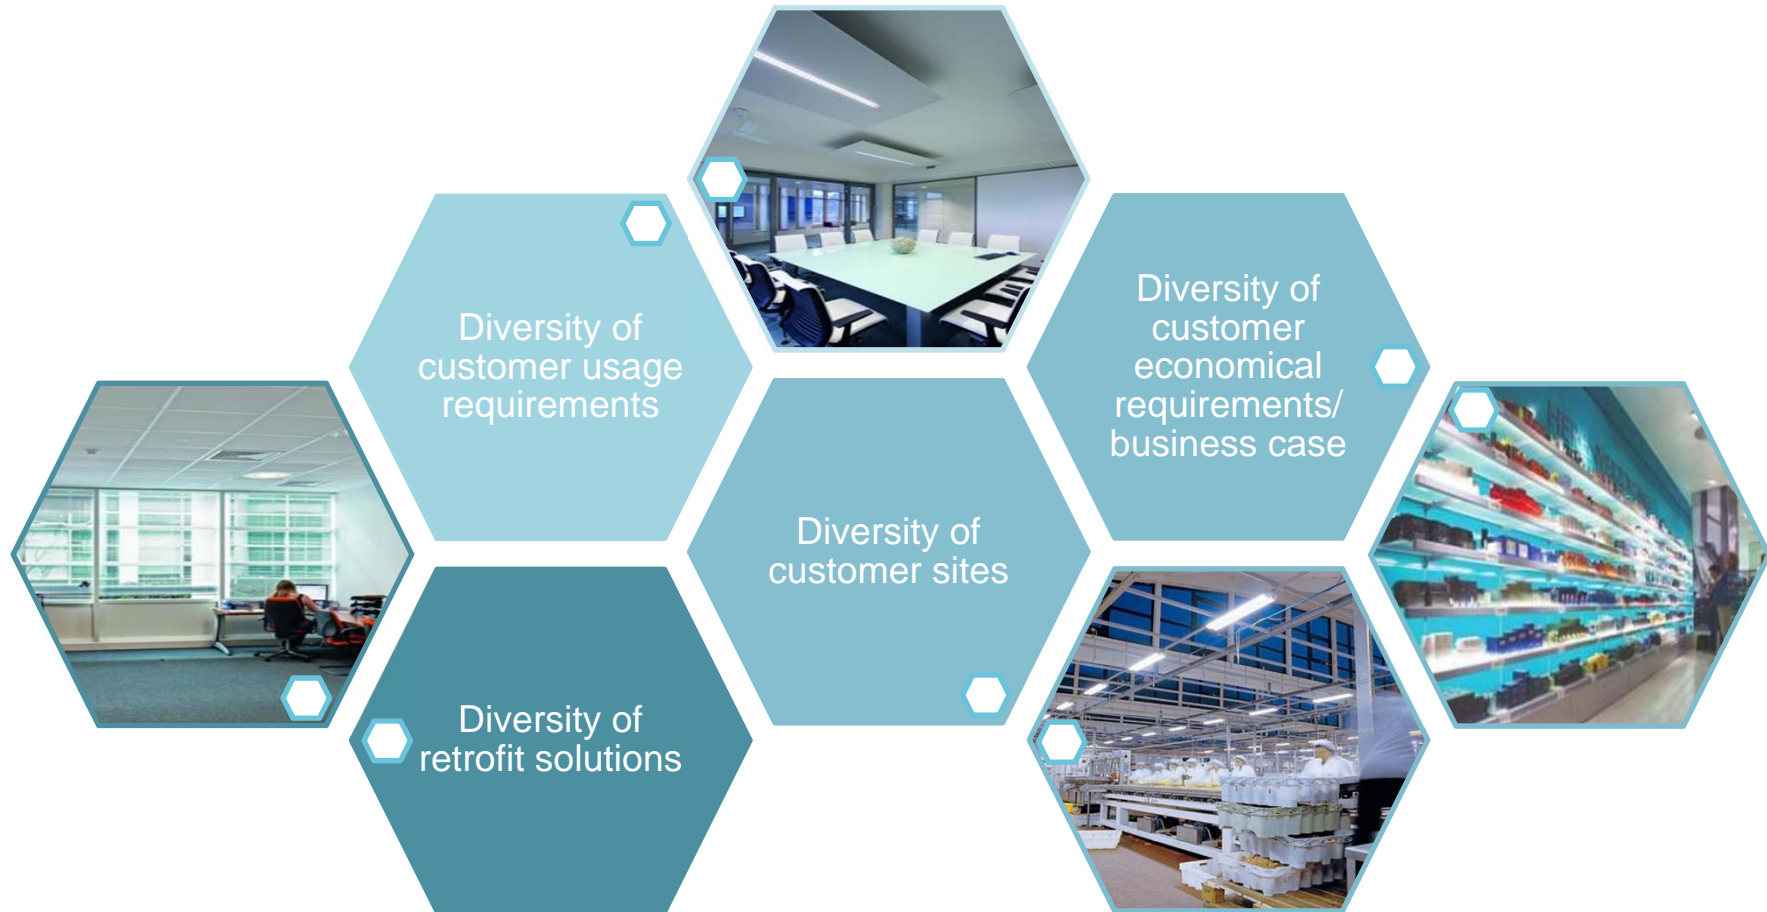 Diversity of
customer usage
requirements
Diversity of
customer
economical
requirements/
business case
Diversity of
customer sites
Diversity of
retrofit solutions